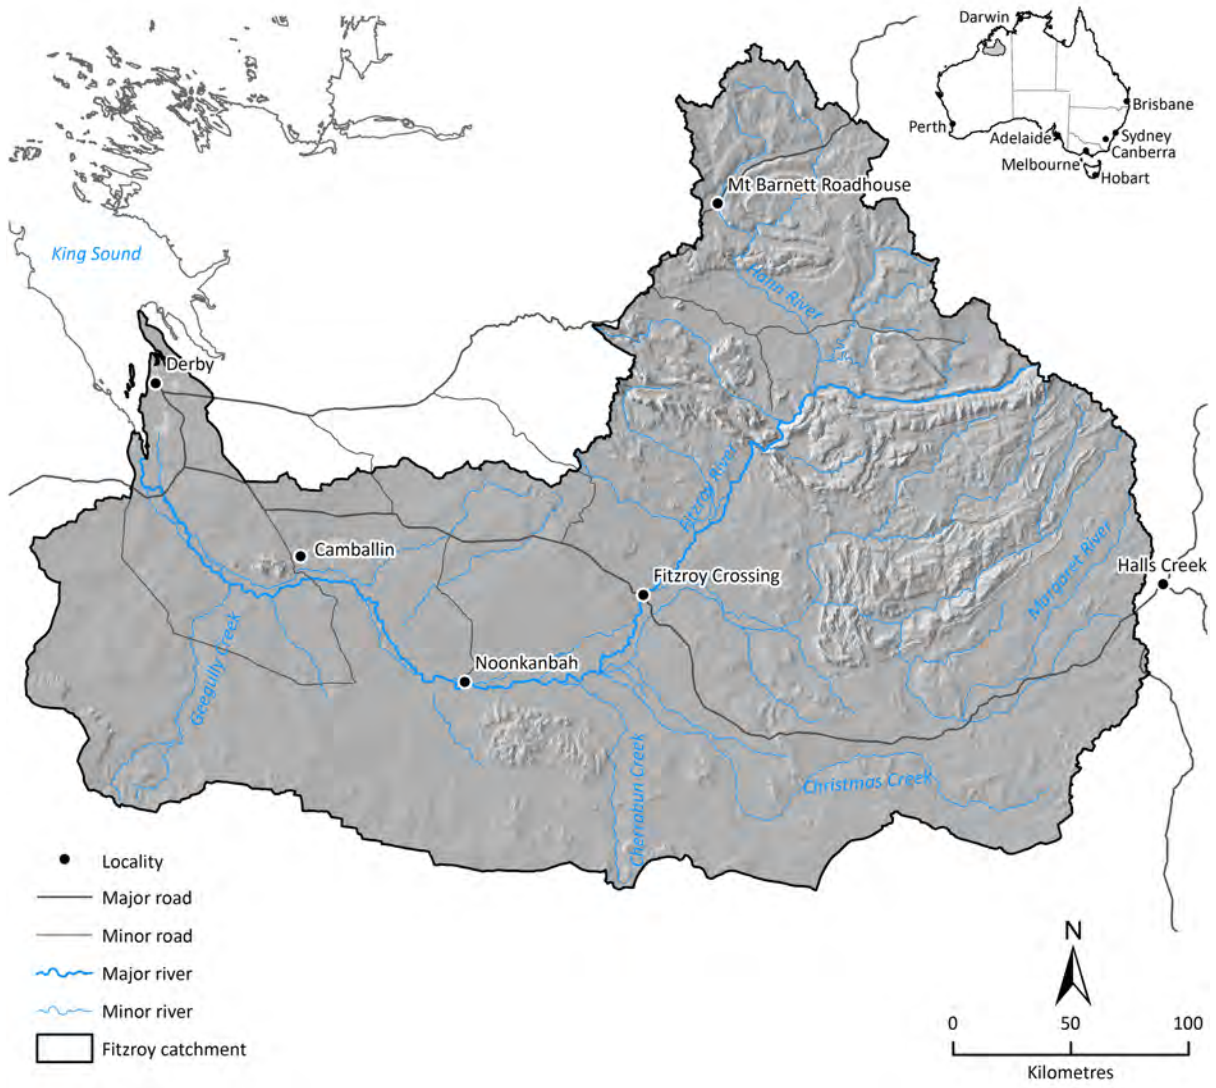 Darwin
Brisbane
Perth
Adelaide
Sydney
Canberra
Melbourne
Hobart
Mt Barnett Roadhouse
King Sound
Hann River
Derby
Fitzroy River
Camballin
Fitzroy Crossing
Margaret River
Halls Creek
Noonkanbah
Geegully Creek
Cherrabun Creek
Christmas Creek
Locality
Major road
Minor road
Major river
Minor river
Fitzroy catchment
N
0 50 100
Kilometres